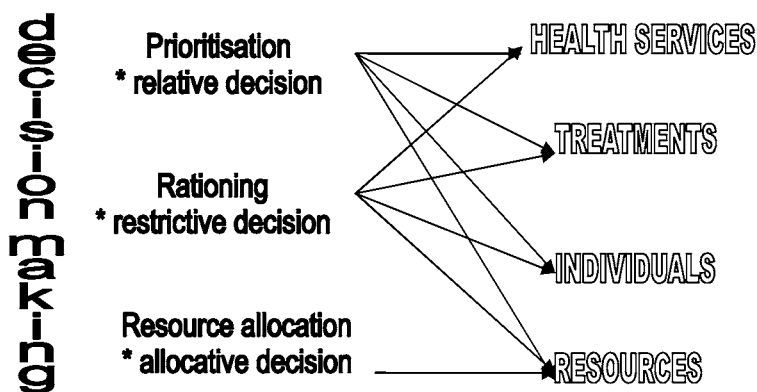 decision making
Prioritisation
* relative decision
Rationing
* restrictive decision
Resource allocation
* allocative decision
HEALTH SERVICES
TREATMENTS
INDIVIDUALS
RESOURCES